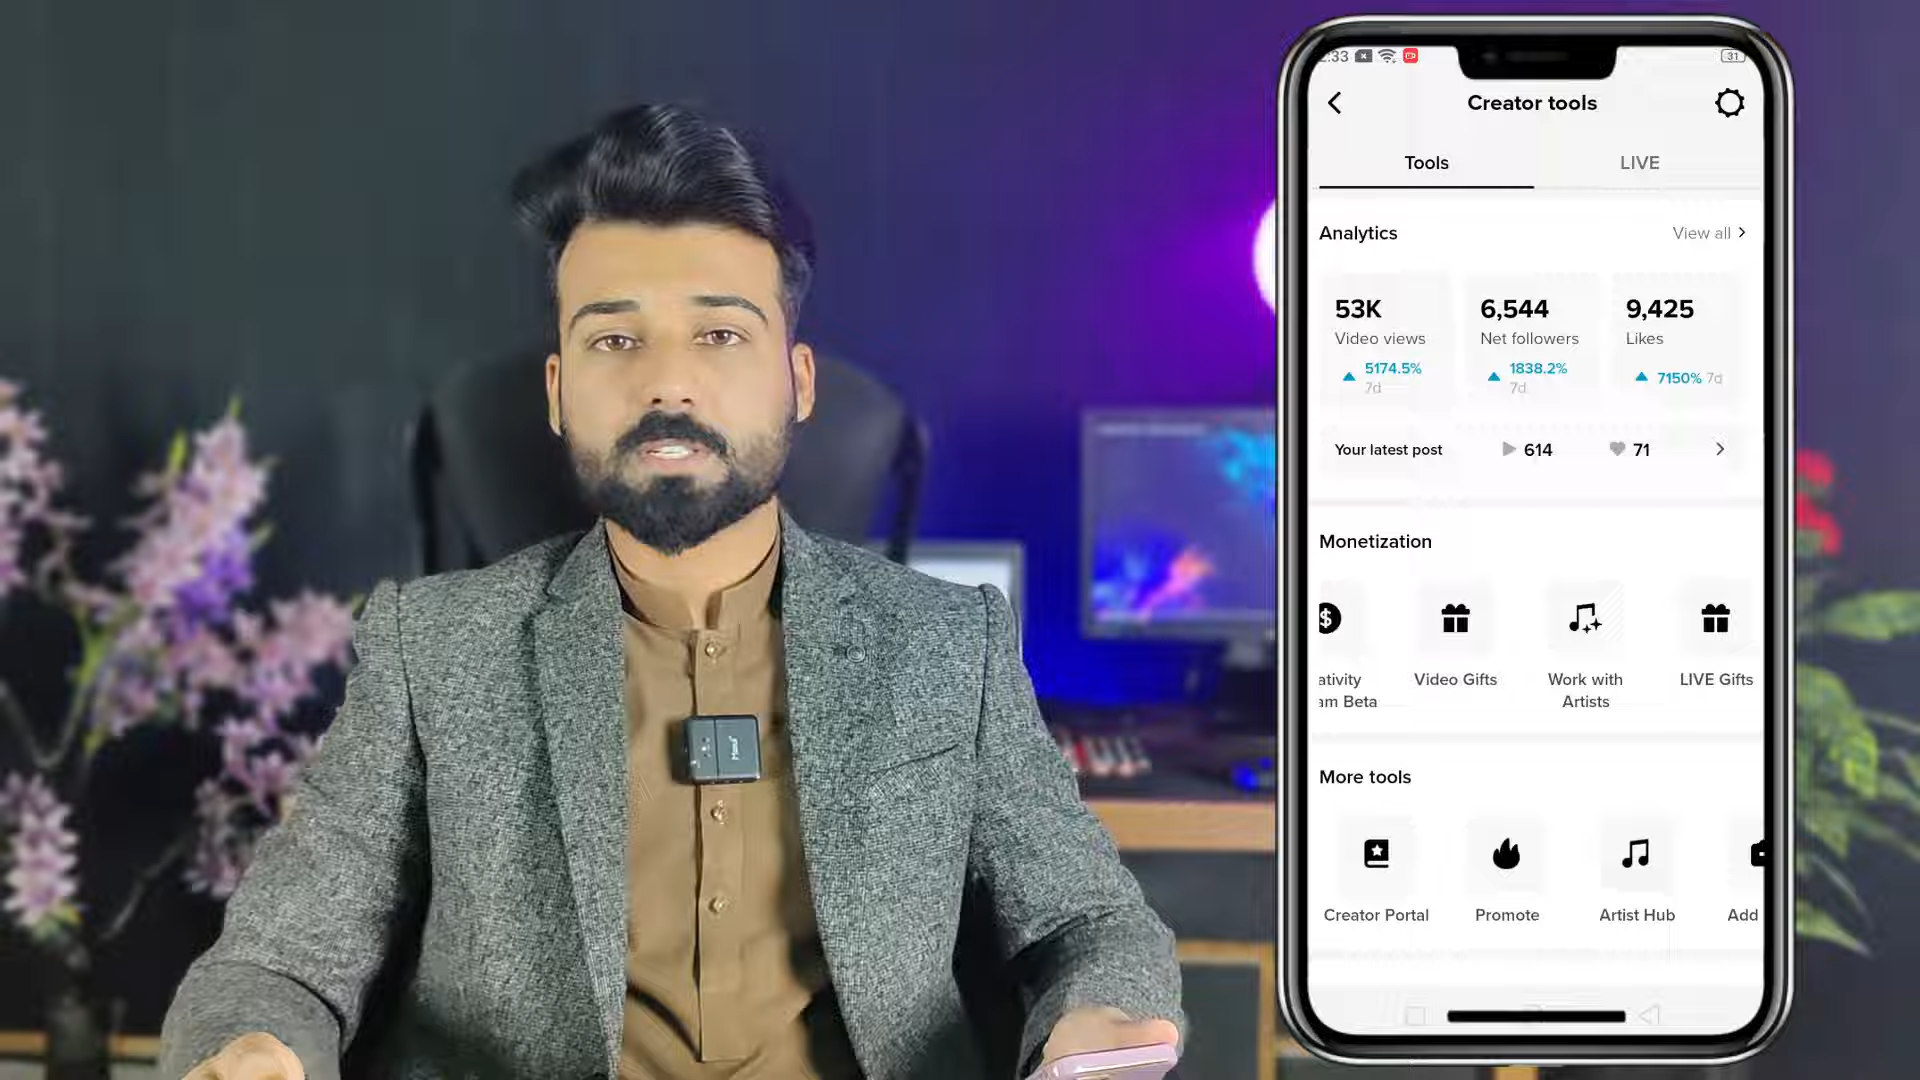 :33
31
Creator tools
Tools
LIVE
Analytics
View all
53K
6,544
9,425
Video views
Net followers
Likes
5174.5%
7d
1838.2%
7d
7150% 7d
Your latest post
614
71
Monetization
$
ativity
am Beta
Video Gifts
Work with
Artists
LIVE Gifts
More tools
Creator Portal
Promote
Artist Hub
Add